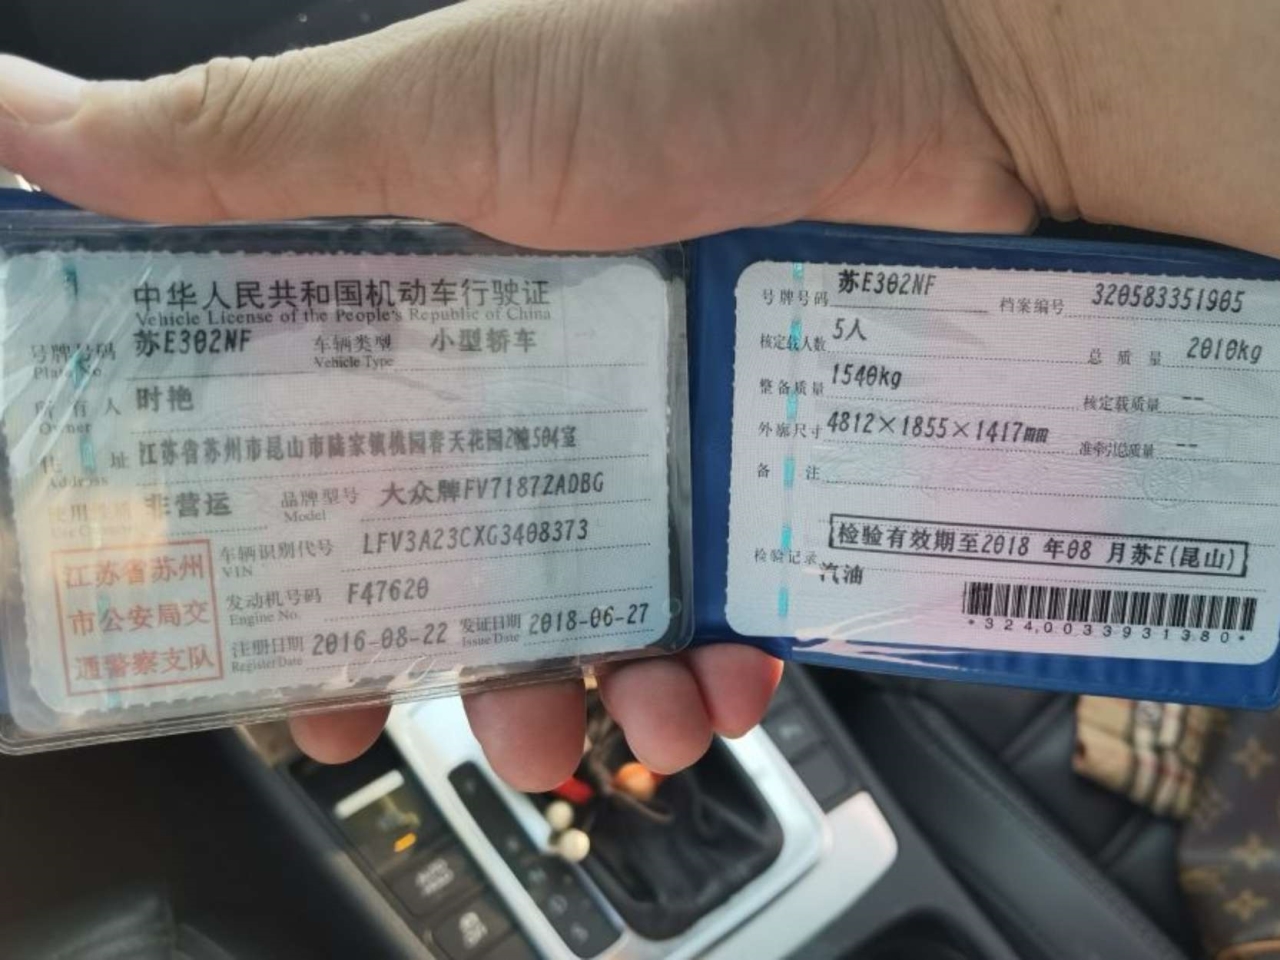 中华人民共和国机动车行驶证
Vehicle License of the People's Republic of China
号牌号码 苏E302NF 车辆类型 小型轿车
Plate No. Vehicle Type
所有人 时艳
Owner
住址 江苏省苏州市昆山市陆家镇桃园春天花园2幢504室
Address
使用性质 非营运 品牌型号 大众牌FV7187ZADBG
Use Character Model
江苏省苏州
市公安局交
通警察支队
车辆识别代号 LFV3A23CXG3408373
VIN
发动机号码 F47620
Engine No.
注册日期 2016-08-22 发证日期 2018-06-27
Register Date Issue Date
号牌号码 苏E302NF 档案编号 320583351905
核定载人数 5人 总质量 2010kg
整备质量 1540kg 核定载质量 --
外廓尺寸 4812×1855×1417mm 准牵引总质量 --
备注
检验有效期至2018年08月苏E(昆山)
检验记录 汽油
*3240033931380*